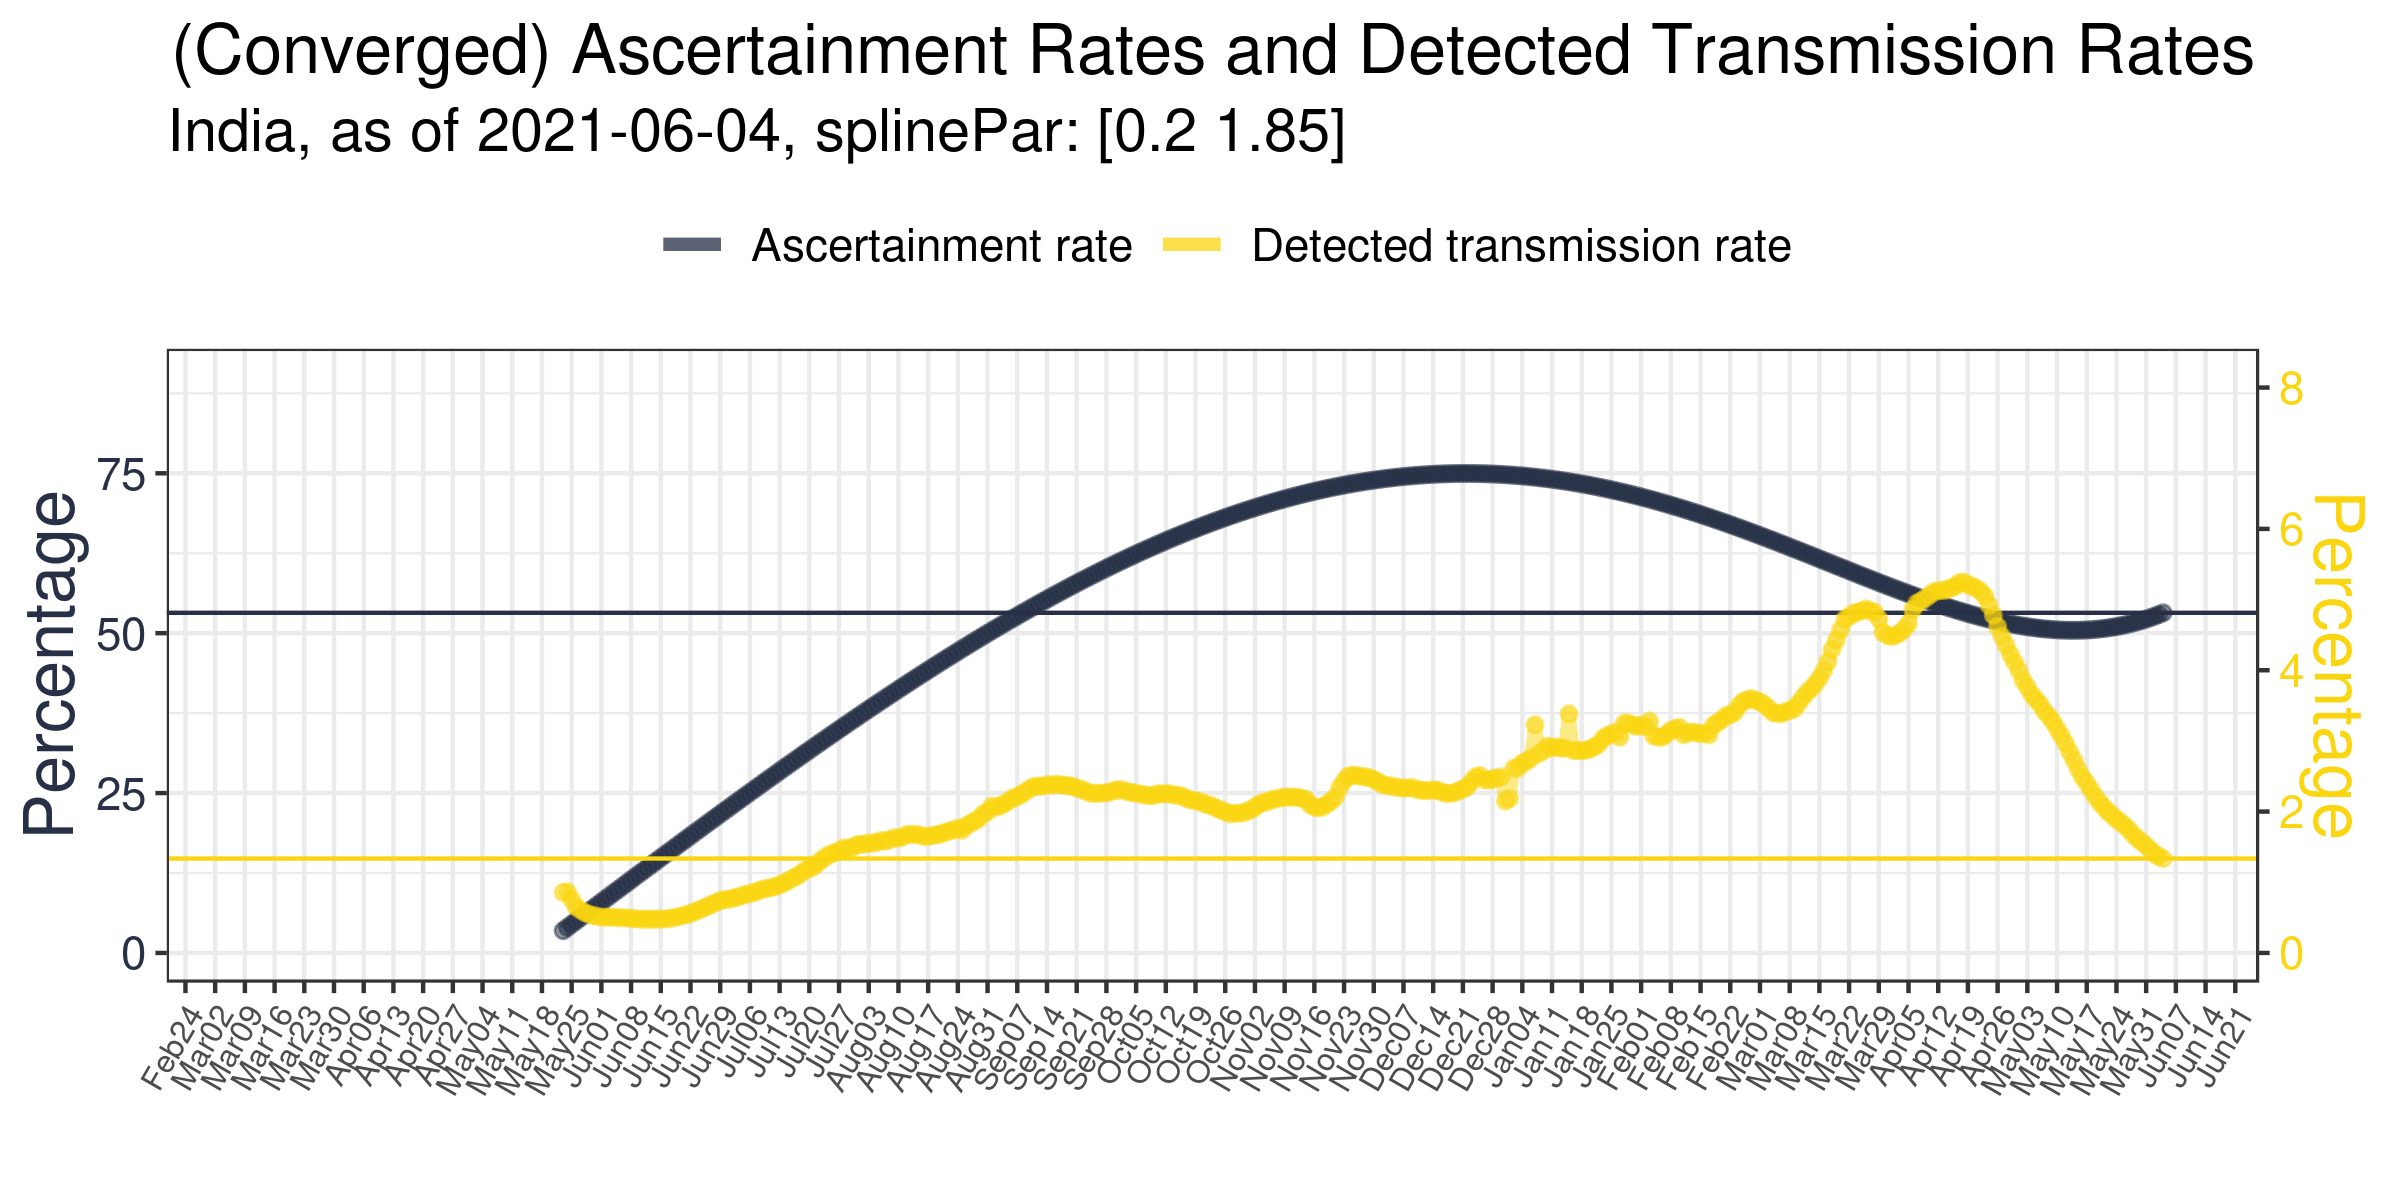 (Converged) Ascertainment Rates and Detected Transmission Rates
India, as of 2021-06-04, splinePar: [0.2 1.85]
Ascertainment rate
Detected transmission rate
Percentage
75
50
25
0
Percentage
8
6
4
2
0
Feb24
Mar02
Mar09
Mar16
Mar23
Mar30
Apr06
Apr13
Apr20
Apr27
May04
May11
May18
May25
Jun01
Jun08
Jun15
Jun22
Jun29
Jul06
Jul13
Jul20
Jul27
Aug03
Aug10
Aug17
Aug24
Aug31
Sep07
Sep14
Sep21
Sep28
Oct05
Oct12
Oct19
Oct26
Nov02
Nov09
Nov16
Nov23
Nov30
Dec07
Dec14
Dec21
Dec28
Jan04
Jan11
Jan18
Jan25
Feb01
Feb08
Feb15
Feb22
Mar01
Mar08
Mar15
Mar22
Mar29
Apr05
Apr12
Apr19
Apr26
May03
May10
May17
May24
May31
Jun07
Jun14
Jun21